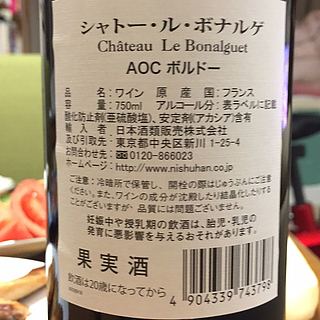 シャトー・ル・ボナルゲ
Château Le Bonalguet
AOC ボルドー
品名：ワイン 原産国：フランス
容量：750ml アルコール分：表ラベルに記載
酸化防止剤(亜硫酸塩)、安定剤(アカシア)含有
輸入者 日本酒類販売株式会社
及び引取先：東京都中央区新川 1-25-4
☎ 0120-866023
ホームページ：http://www.nishuhan.co.jp
ご注意：冷暗所で保管し、開栓の際はじゅうぶんにご注意ください。
また、ワインの成分が沈殿したり結晶化したりすることがございますが
品質には問題ございません。
妊娠中や授乳期の飲酒は、胎児・乳児の
発育に悪影響を与えるおそれがあります。
果実酒
飲酒は20歳になってから
4 904339 743798